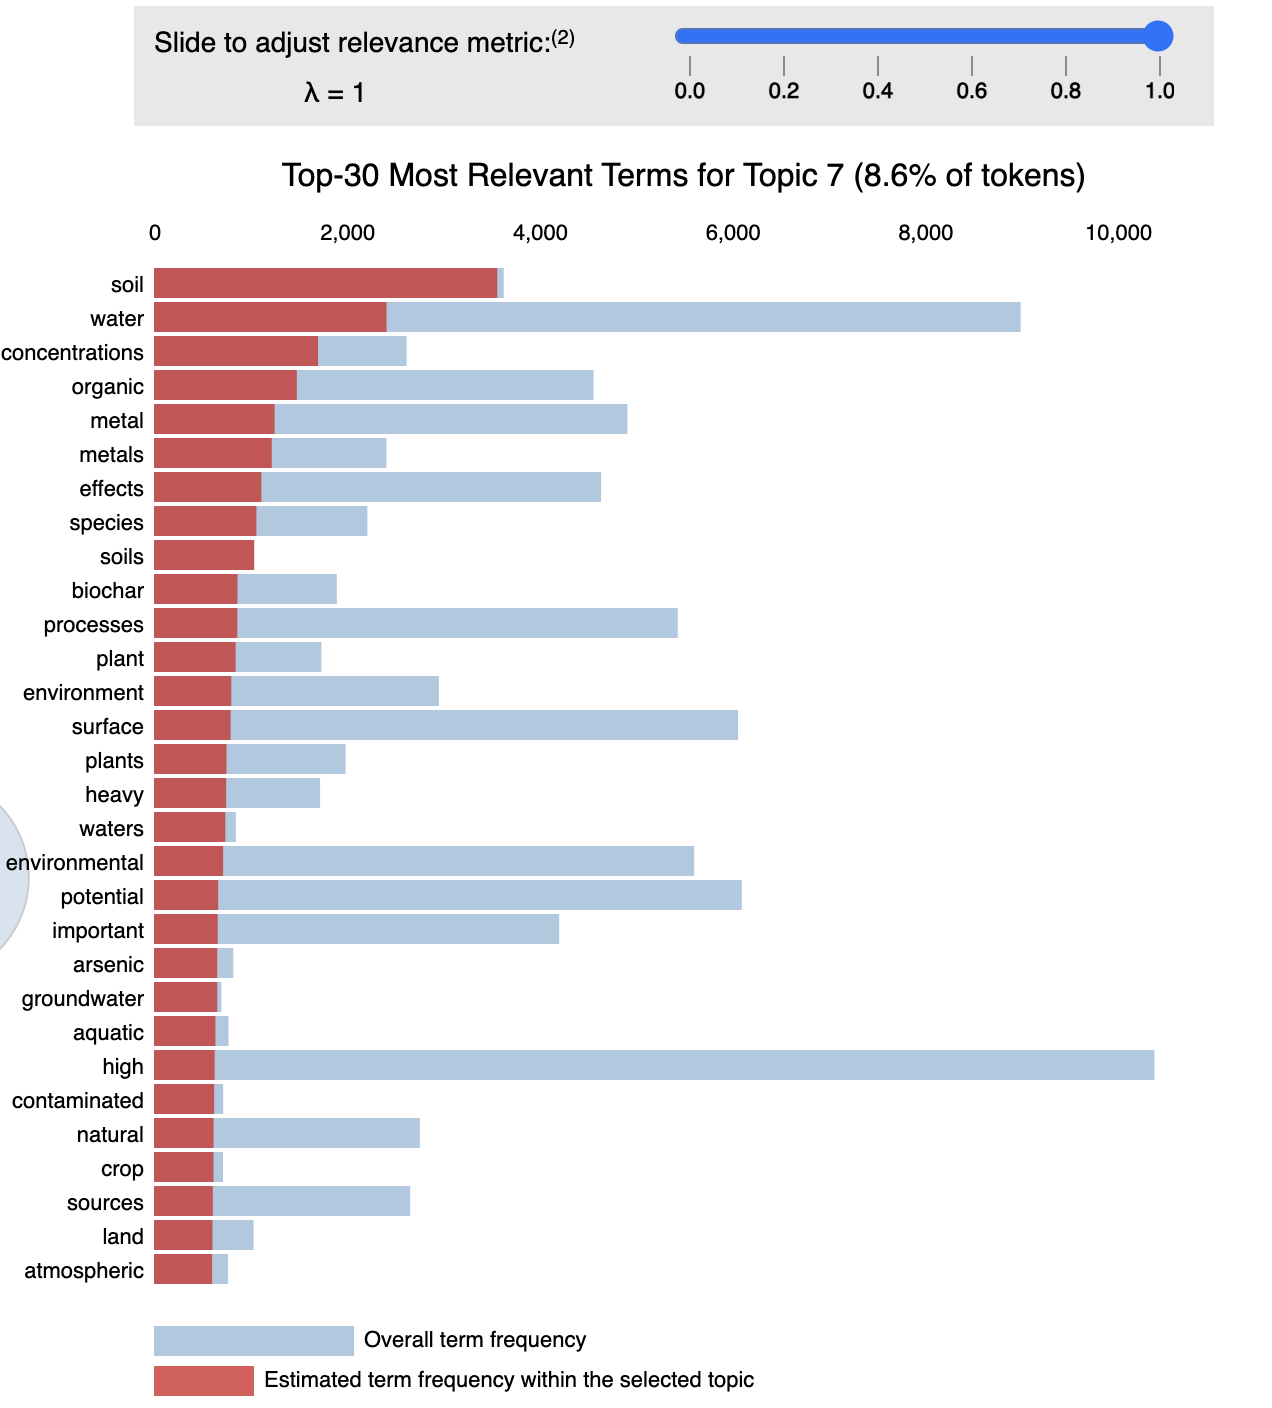 Slide to adjust relevance metric:(2)
λ = 1
0.0 0.2 0.4 0.6 0.8 1.0
Top-30 Most Relevant Terms for Topic 7 (8.6% of tokens)
0 2,000 4,000 6,000 8,000 10,000
soil
water
concentrations
organic
metal
metals
effects
species
soils
biochar
processes
plant
environment
surface
plants
heavy
waters
environmental
potential
important
arsenic
groundwater
aquatic
high
contaminated
natural
crop
sources
land
atmospheric
Overall term frequency
Estimated term frequency within the selected topic